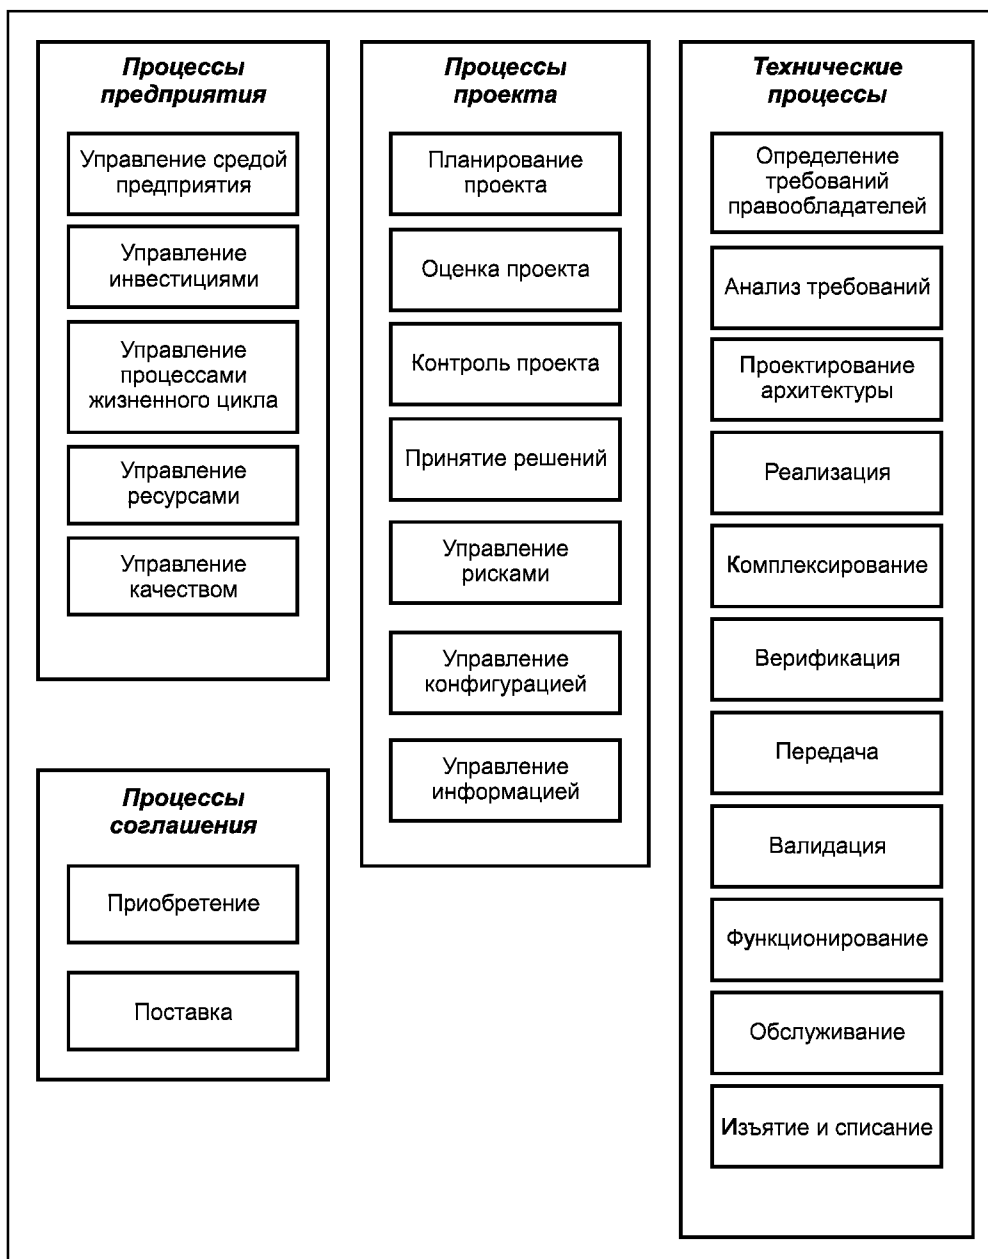 Процессы
предприятия
Управление средой
предприятия
Управление
инвестициями
Управление
процессами
жизненного цикла
Управление
ресурсами
Управление
качеством
Процессы
соглашения
Приобретение
Поставка
Процессы
проекта
Планирование
проекта
Оценка проекта
Контроль проекта
Принятие решений
Управление
рисками
Управление
конфигурацией
Управление
информацией
Технические
процессы
Определение
требований
правообладателей
Анализ требований
Проектирование
архитектуры
Реализация
Комплексирование
Верификация
Передача
Валидация
Функционирование
Обслуживание
Изъятие и списание